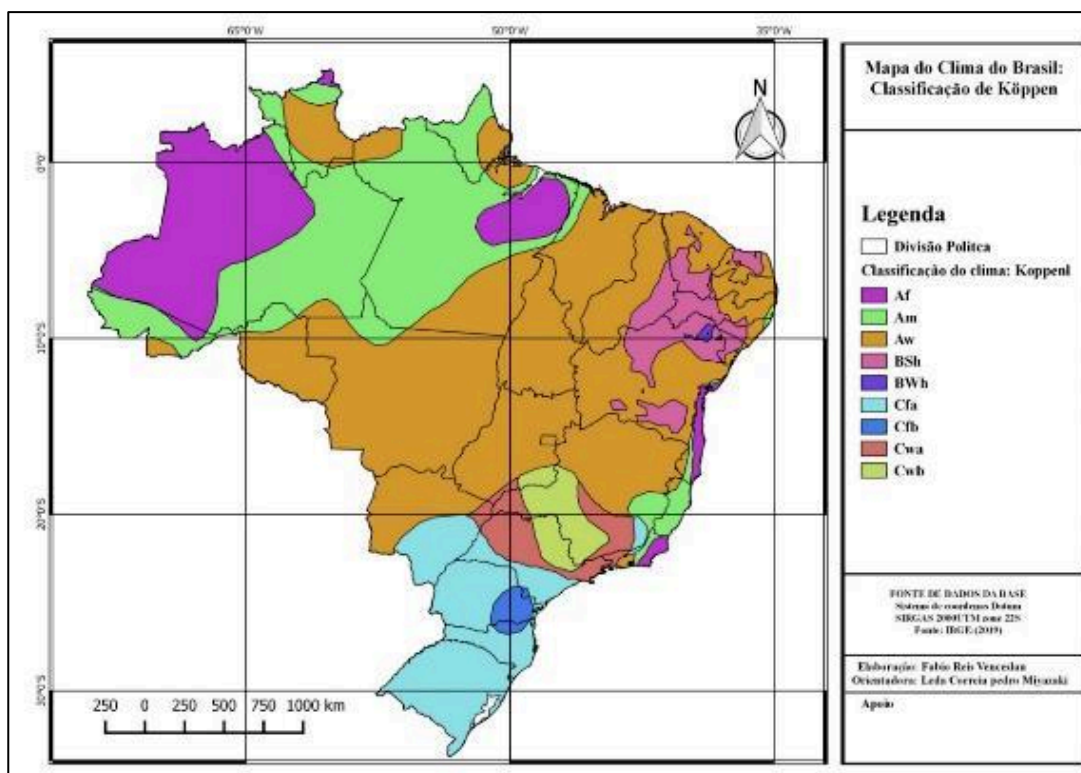 65°0'W 50°0'W 35°0'W
0°0'
10°0'S
20°0'S
30°0'S
N
250 0 250 500 750 1000 km
Mapa do Clima do Brasil:
Classificação de Köppen
Legenda
Divisão Politca
Classificação do clima: Koppenl
Af
Am
Aw
BSh
BWh
Cfa
Cfb
Cwa
Cwb
FONTE DE DADOS DA BASE
Sistema de coordenas Datum
SIRGAS 2000UTM zone 22S
Fonte: IBGE (2019)
Elaboração: Fabio Reis Venceslan
Orientadora: Leda Correia pedro Miyazaki
Apoio